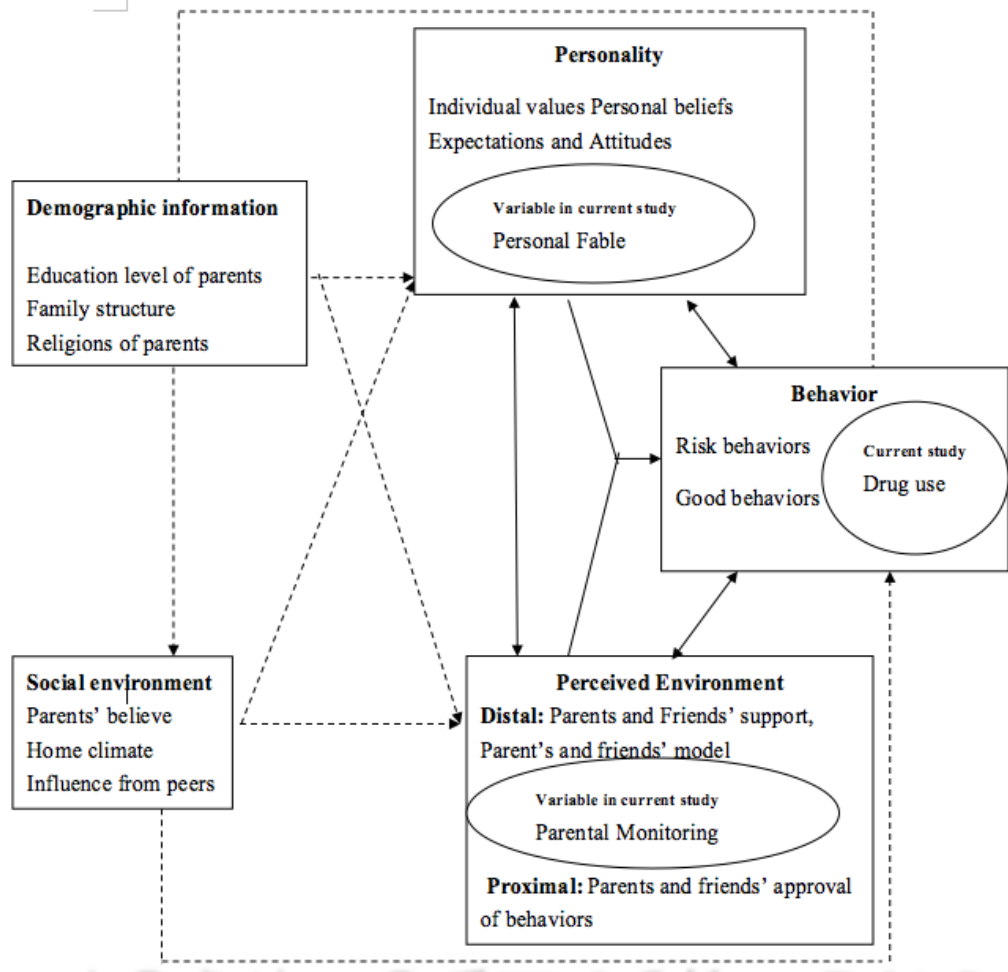 Personality
Individual values Personal beliefs
Expectations and Attitudes
Variable in current study
Personal Fable
Demographic information
Education level of parents
Family structure
Religions of parents
Behavior
Risk behaviors
Good behaviors
Current study
Drug use
Social environment
Parents’ believe
Home climate
Influence from peers
Perceived Environment
Distal: Parents and Friends’ support,
Parent’s and friends’ model
Variable in current study
Parental Monitoring
Proximal: Parents and friends’ approval
of behaviors